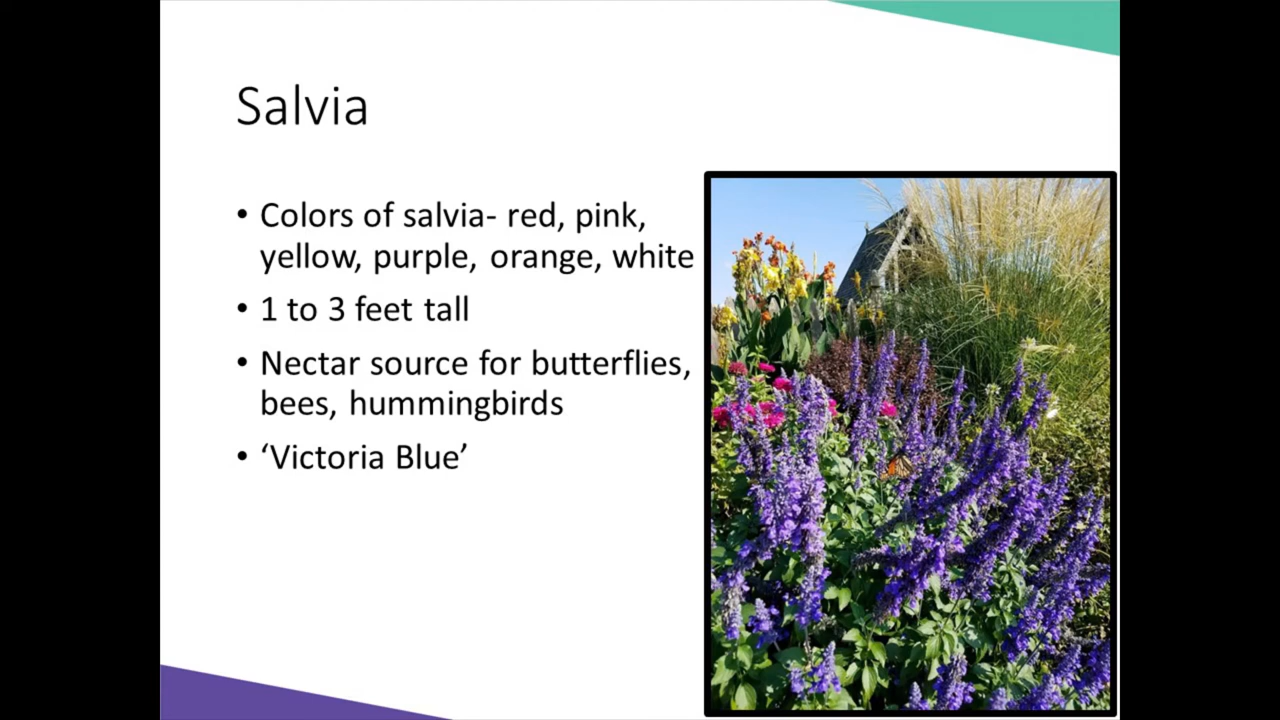 Salvia
• Colors of salvia- red, pink,
yellow, purple, orange, white
• 1 to 3 feet tall
• Nectar source for butterflies,
bees, hummingbirds
• ‘Victoria Blue’